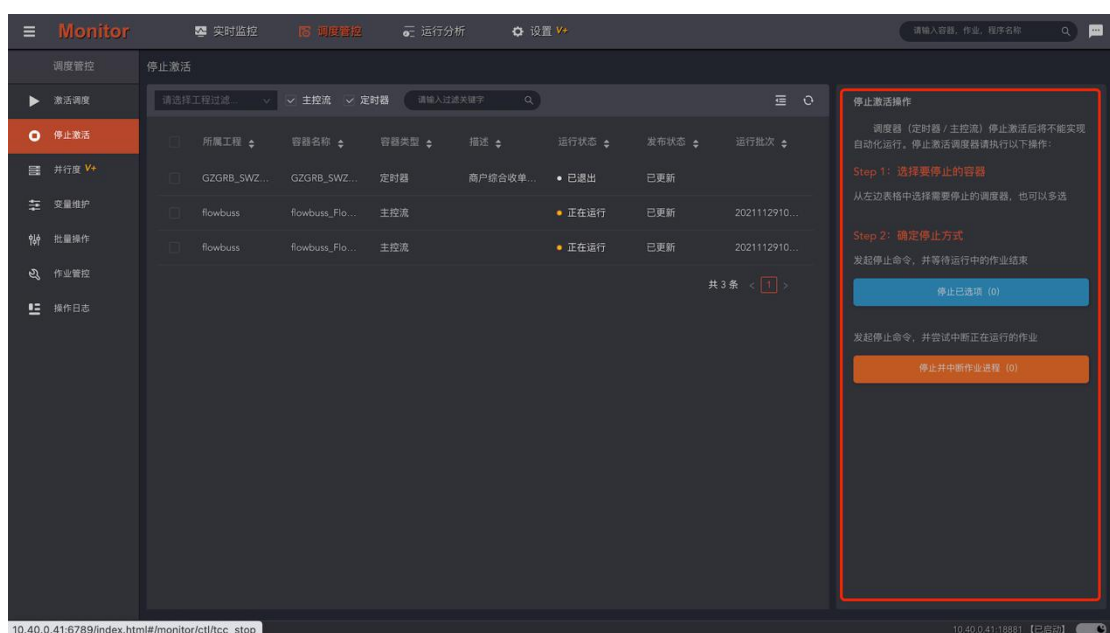 Monitor 实时监控 调度管控 运行分析 设置 V+ 请输入容器、作业、程序名称
调度管控
停止激活
激活调度
停止激活
并行度 V+
变量维护
批量操作
作业管控
操作日志
请选择工程过滤... 主控流 定时器 请输入过滤关键字
所属工程 容器名称 容器类型 描述 运行状态 发布状态 运行批次
GZGRB_SWZ... GZGRB_SWZ... 定时器 商户综合收单... 已退出 已更新
flowbuss flowbuss_Flo... 主控流 正在运行 已更新 2021112910...
flowbuss flowbuss_Flo... 主控流 正在运行 已更新 2021112910...
共 3 条 < 1 >
停止激活操作
调度器（定时器 / 主控流）停止激活后将不能实现
自动化运行。停止激活调度器请执行以下操作：
Step 1：选择要停止的容器
从左边表格中选择需要停止的调度器，也可以多选
Step 2：确定停止方式
发起停止命令，并等待运行中的作业结束
停止已选项（0）
发起停止命令，并尝试中断正在运行的作业
停止并中断作业进程（0）
10.40.0.41:6789/index.html#/monitor/ctl/tcc_stop
10.40.0.41:18881 【已启动】